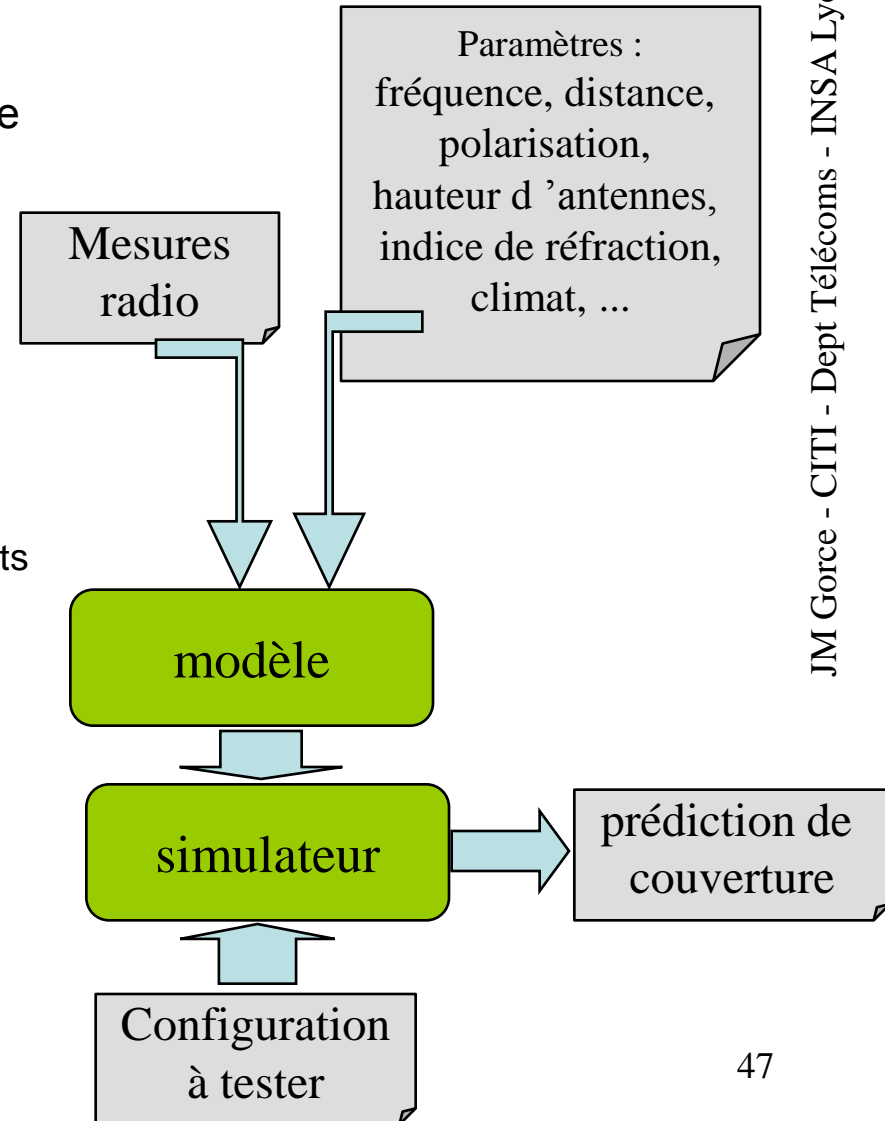 Paramètres :
fréquence, distance,
polarisation,
hauteur d ’antennes,
indice de réfraction,
climat, ...
Mesures
radio
modèle
simulateur
prédiction de
couverture
Configuration
à tester
JM Gorce - CITI - Dept Télécoms - INSA
47